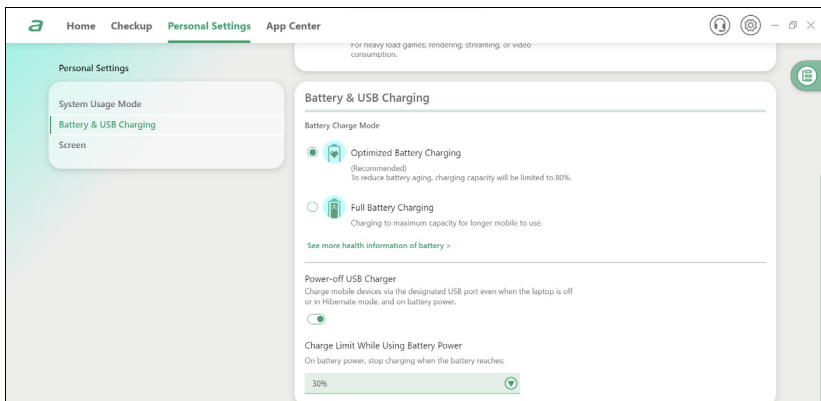 Home Checkup Personal Settings App Center
For heavy load games, rendering, streaming, or video
consumption.
Personal Settings
System Usage Mode
Battery & USB Charging
Screen
Battery & USB Charging
Battery Charge Mode
Optimized Battery Charging
(Recommended)
To reduce battery aging, charging capacity will be limited to 80%.
Full Battery Charging
Charging to maximum capacity for longer mobile to use.
See more health information of battery >
Power-off USB Charger
Charge mobile devices via the designated USB port even when the laptop is off
or in Hibernate mode, and on battery power.
Charge Limit While Using Battery Power
On battery power, stop charging when the battery reaches:
30%